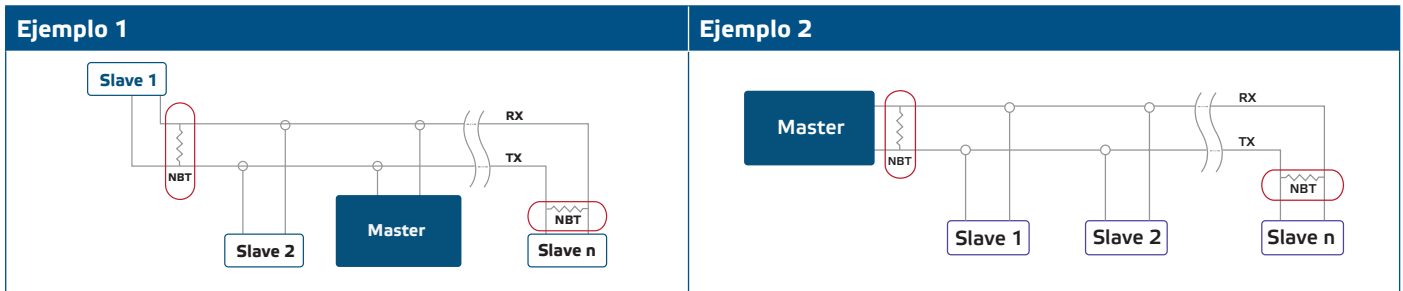 Ejemplo 1
Slave 1
RX
TX
NBT
NBT
Master
Slave 2
Slave n
Ejemplo 2
Master
RX
TX
NBT
NBT
Slave 1
Slave 2
Slave n